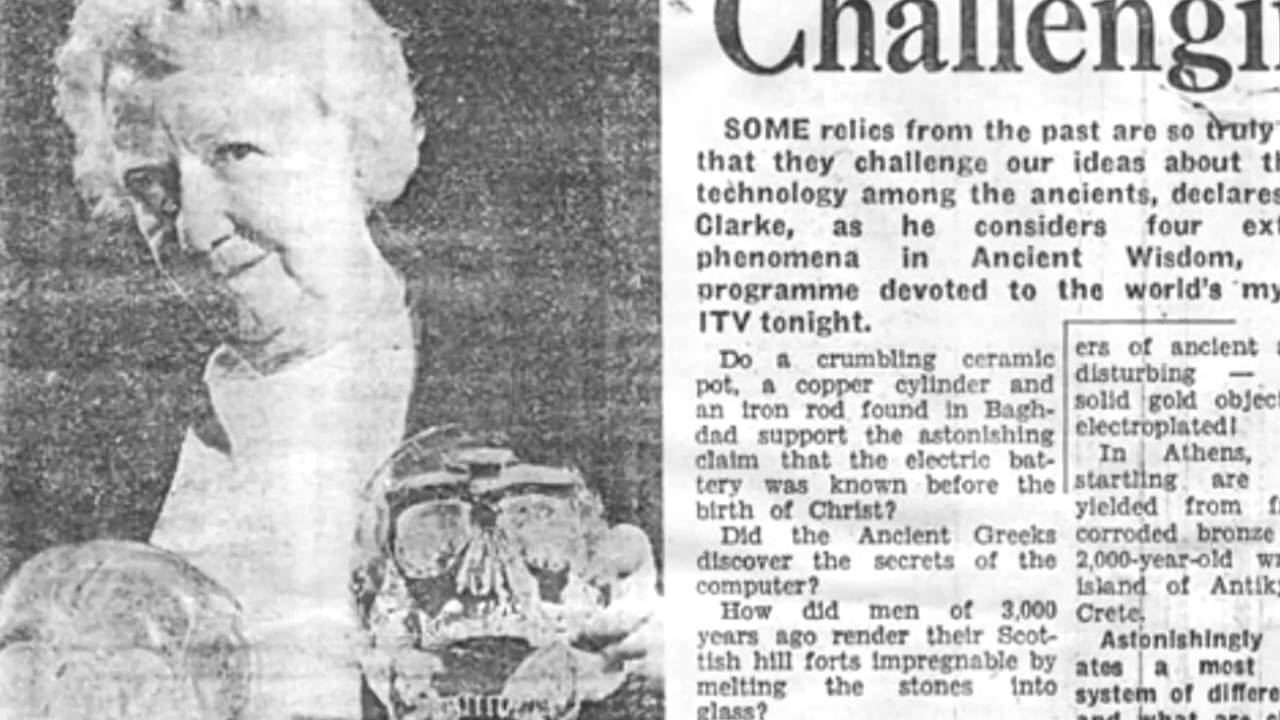 Challengi
SOME relics from the past are so truly
that they challenge our ideas about th
technology among the ancients, declares
Clarke, as he considers four ext
phenomena in Ancient Wisdom,
programme devoted to the world's my
ITV tonight.
Do a crumbling ceramic
pot, a copper cylinder and
an iron rod found in Bagh-
dad support the astonishing
claim that the electric bat-
tery was known before the
birth of Christ?
Did the Ancient Greeks
discover the secrets of the
computer?
How did men of 3,000
years ago render their Scot-
tish hill forts impregnable by
melting the stones into
glass?
ers of ancient a
disturbing —
solid gold objec
electroplated!
In Athens,
startling are
yielded from f
corroded bronze
2,000-year-old w
island of Antik
Crete.
Astonishingly
ates a most
system of differe
and what are